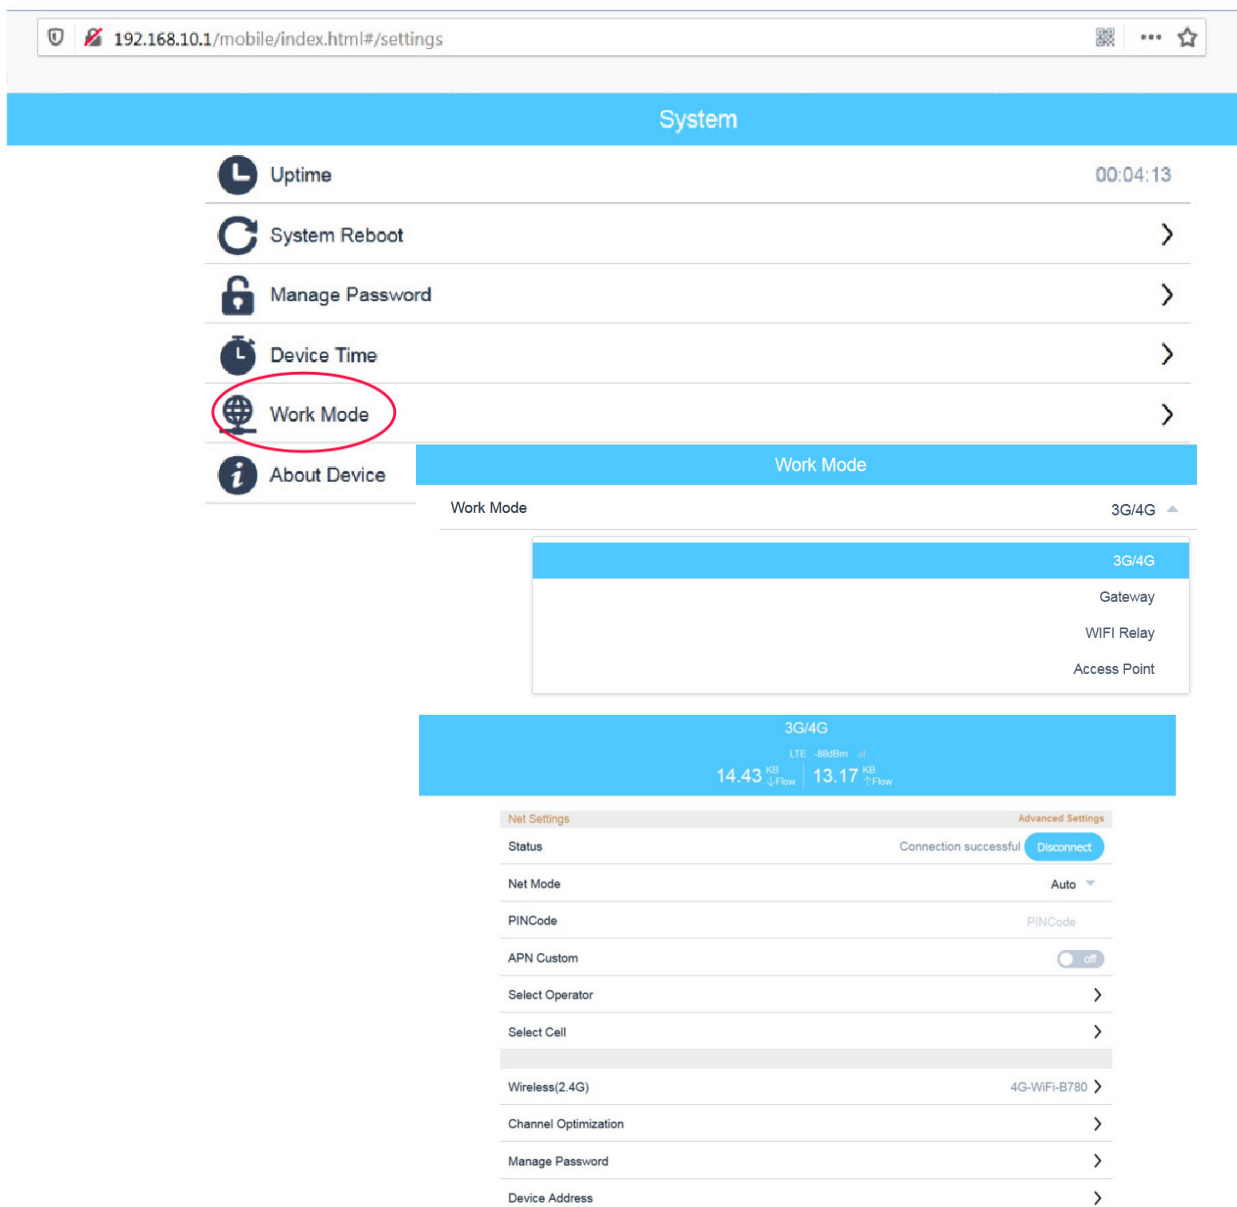 192.168.10.1/mobile/index.html#/settings
System
Uptime 00:04:13
System Reboot
Manage Password
Device Time
Work Mode
About Device
Work Mode
Work Mode 3G/4G
3G/4G
Gateway
WIFI Relay
Access Point
3G/4G
LTE -88dBm
14.43 KB ↓Flow 13.17 KB ↑Flow
Net Settings Advanced Settings
Status Connection successful Disconnect
Net Mode Auto
PINCode PINCode
APN Custom off
Select Operator
Select Cell
Wireless(2.4G) 4G-WiFi-B780
Channel Optimization
Manage Password
Device Address